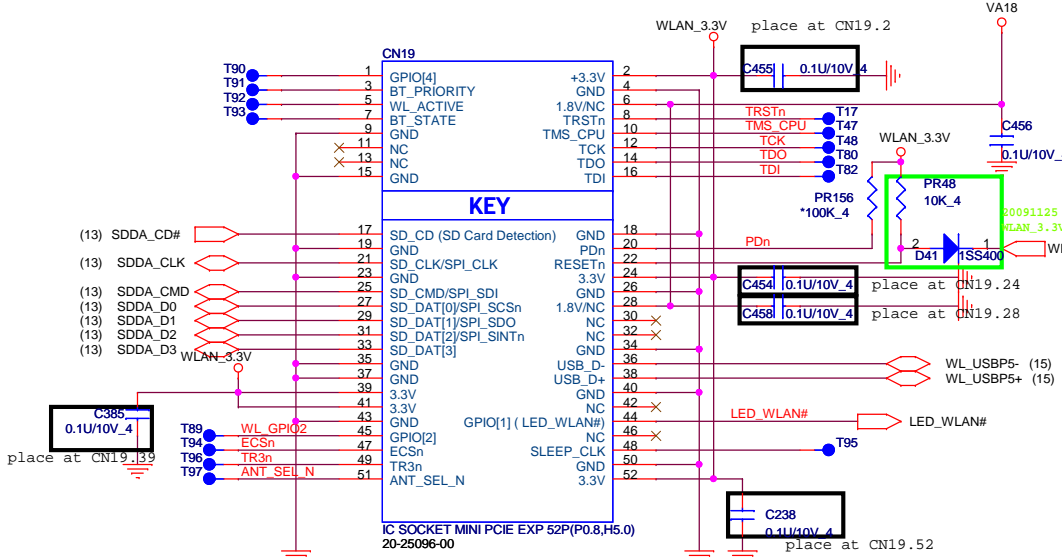 VA18
WLAN_3.3V
place at CN19.2
CN19
C455
0.1U/10V_4
T90
1
GPIO[4]
+3.3V
2
T91
3
BT_PRIORITY
GND
4
T92
5
WL_ACTIVE
1.8V/NC
6
T93
7
BT_STATE
TRSTn
8
TRSTn
T17
9
GND
TMS_CPU
10
TMS_CPU
T47
11
NC
TCK
12
TCK
T48
13
NC
TDO
14
TDO
T80
15
GND
TDI
16
TDI
T82
C456
0.1U/10V_
WLAN_3.3V
PR156
*100K_4
PR48
10K_4
KEY
20091125
WLAN_3.3V
(13) SDDA_CD#
17
SD_CD (SD Card Detection)
GND
18
19
GND
PDn
20
PDn
2
D41
1SS400
1
(13) SDDA_CLK
21
SD_CLK/SPI_CLK
RESETn
22
23
GND
3.3V
24
C454
0.1U/10V_4
place at CN19.24
(13) SDDA_CMD
25
SD_CMD/SPI_SDI
GND
26
(13) SDDA_D0
27
SD_DAT[0]/SPI_SCSn
1.8V/NC
28
C458
0.1U/10V_4
place at CN19.28
(13) SDDA_D1
29
SD_DAT[1]/SPI_SDO
NC
30
(13) SDDA_D2
31
SD_DAT[2]/SPI_SINTn
NC
32
(13) SDDA_D3
33
SD_DAT[3]
GND
34
WLAN_3.3V
35
GND
USB_D-
36
WL_USBP5- (15)
37
GND
USB_D+
38
WL_USBP5+ (15)
39
3.3V
GND
40
41
3.3V
NC
42
C385
0.1U/10V_4
place at CN19.39
43
GND
GPIO[1] ( LED_WLAN#)
44
LED_WLAN#
LED_WLAN#
T89
WL_GPIO2
45
GPIO[2]
NC
46
T94
ECSn
47
ECSn
SLEEP_CLK
48
T95
T96
TR3n
49
TR3n
GND
50
T97
ANT_SEL_N
51
ANT_SEL_N
3.3V
52
C238
0.1U/10V_4
place at CN19.52
IC SOCKET MINI PCIE EXP 52P(P0.8,H5.0)
20-25096-00